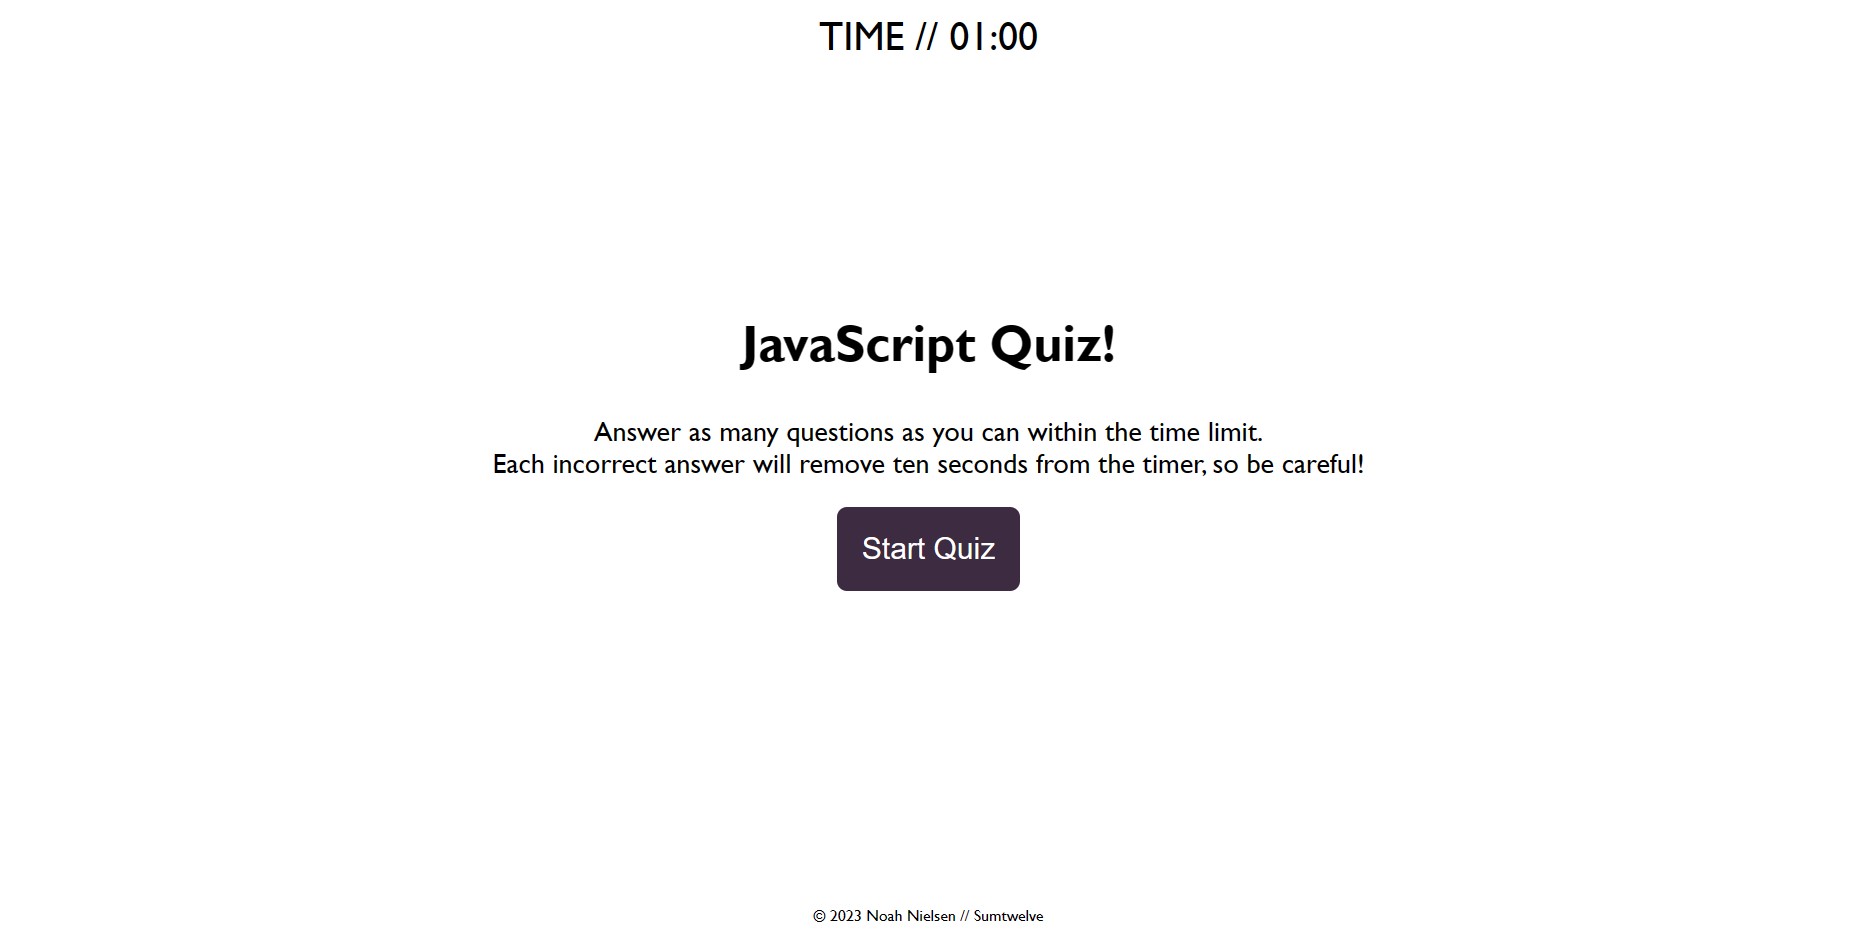 TIME // 01:00
JavaScript Quiz!
Answer as many questions as you can within the time limit.
Each incorrect answer will remove ten seconds from the timer, so be careful!
Start Quiz
© 2023 Noah Nielsen // Sumtwelve